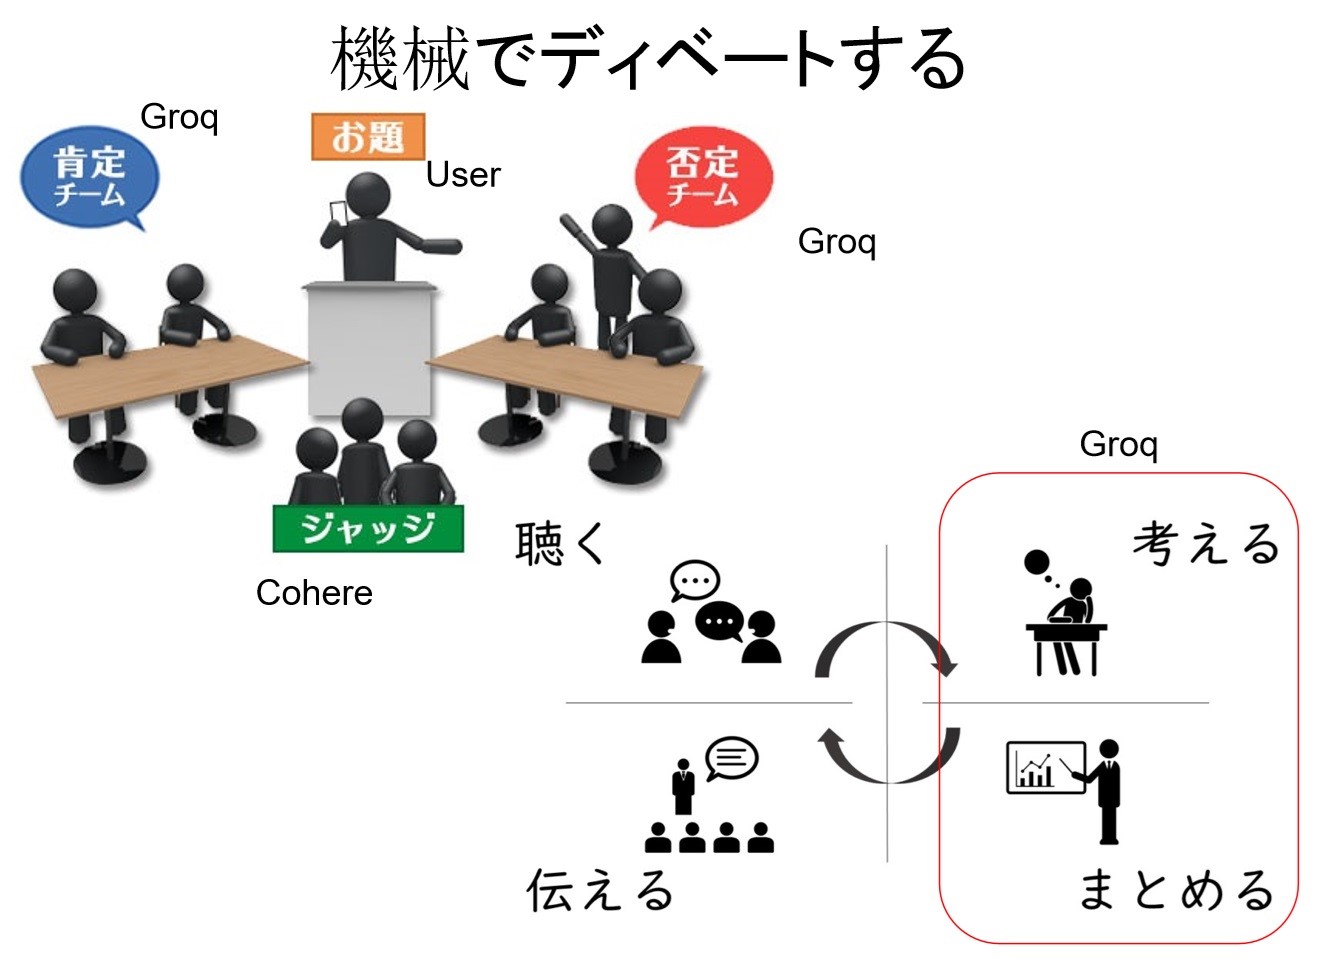 機械でディベートする
Groq
肯定
チーム
お題
User
否定
チーム
Groq
ジャッジ
Cohere
Groq
聴く
考える
伝える
まとめる